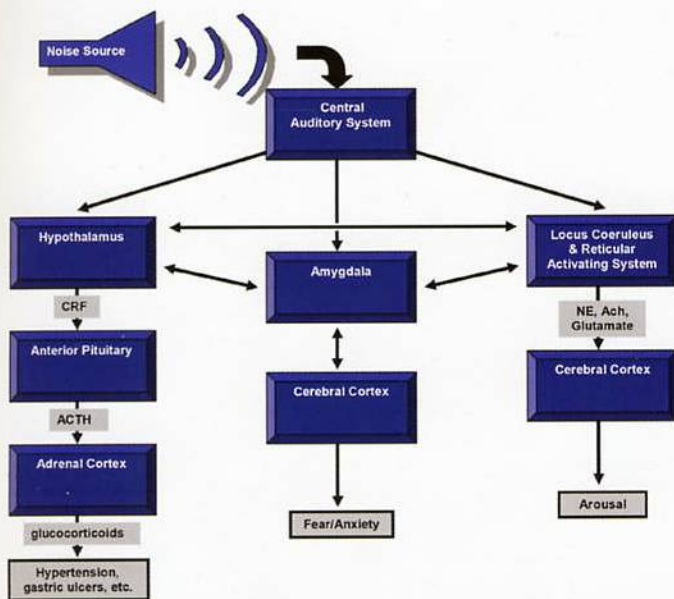 Noise Source
Central
Auditory System
Hypothalamus
Amygdala
Locus Coeruleus
& Reticular
Activating System
CRF
NE, Ach,
Glutamate
Anterior Pituitary
Cerebral Cortex
Cerebral Cortex
ACTH
Adrenal Cortex
glucocorticoids
Fear/Anxiety
Arousal
Hypertension,
gastric ulcers, etc.